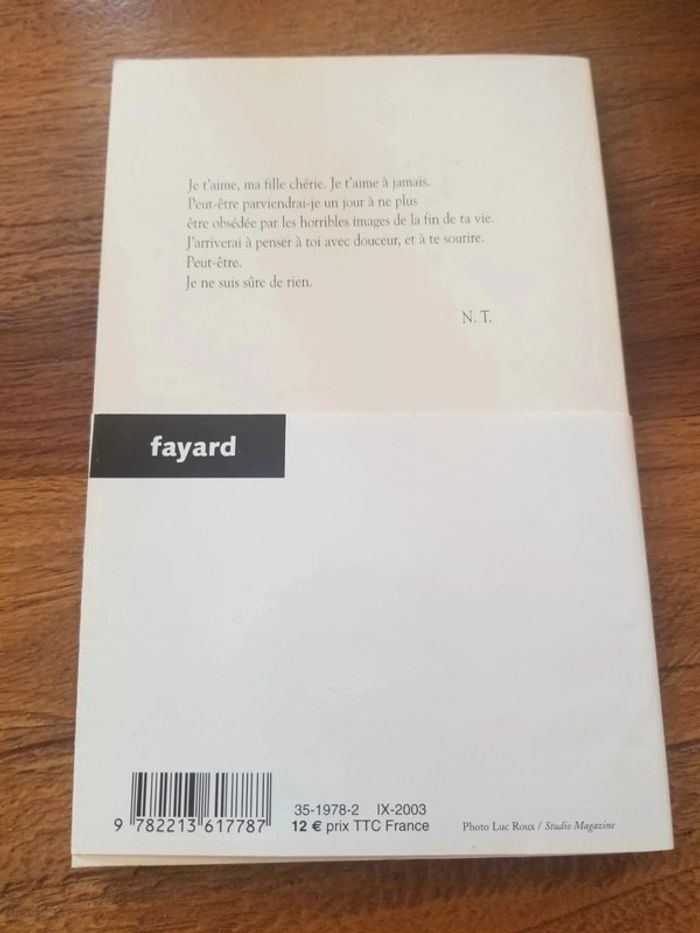 Je t'aime, ma fille chérie. Je t'aime à jamais.
Peut-être parviendrai-je un jour à ne plus
être obsédée par les horribles images de la fin de ta vie.
J'arriverai à penser à toi avec douceur, et à te sourire.
Peut-être.
Je ne suis sûre de rien.
N. T.
fayard
9 782213 617787
35-1978-2 IX-2003
12 € prix TTC France
Photo Luc Roux / Studio Magazine